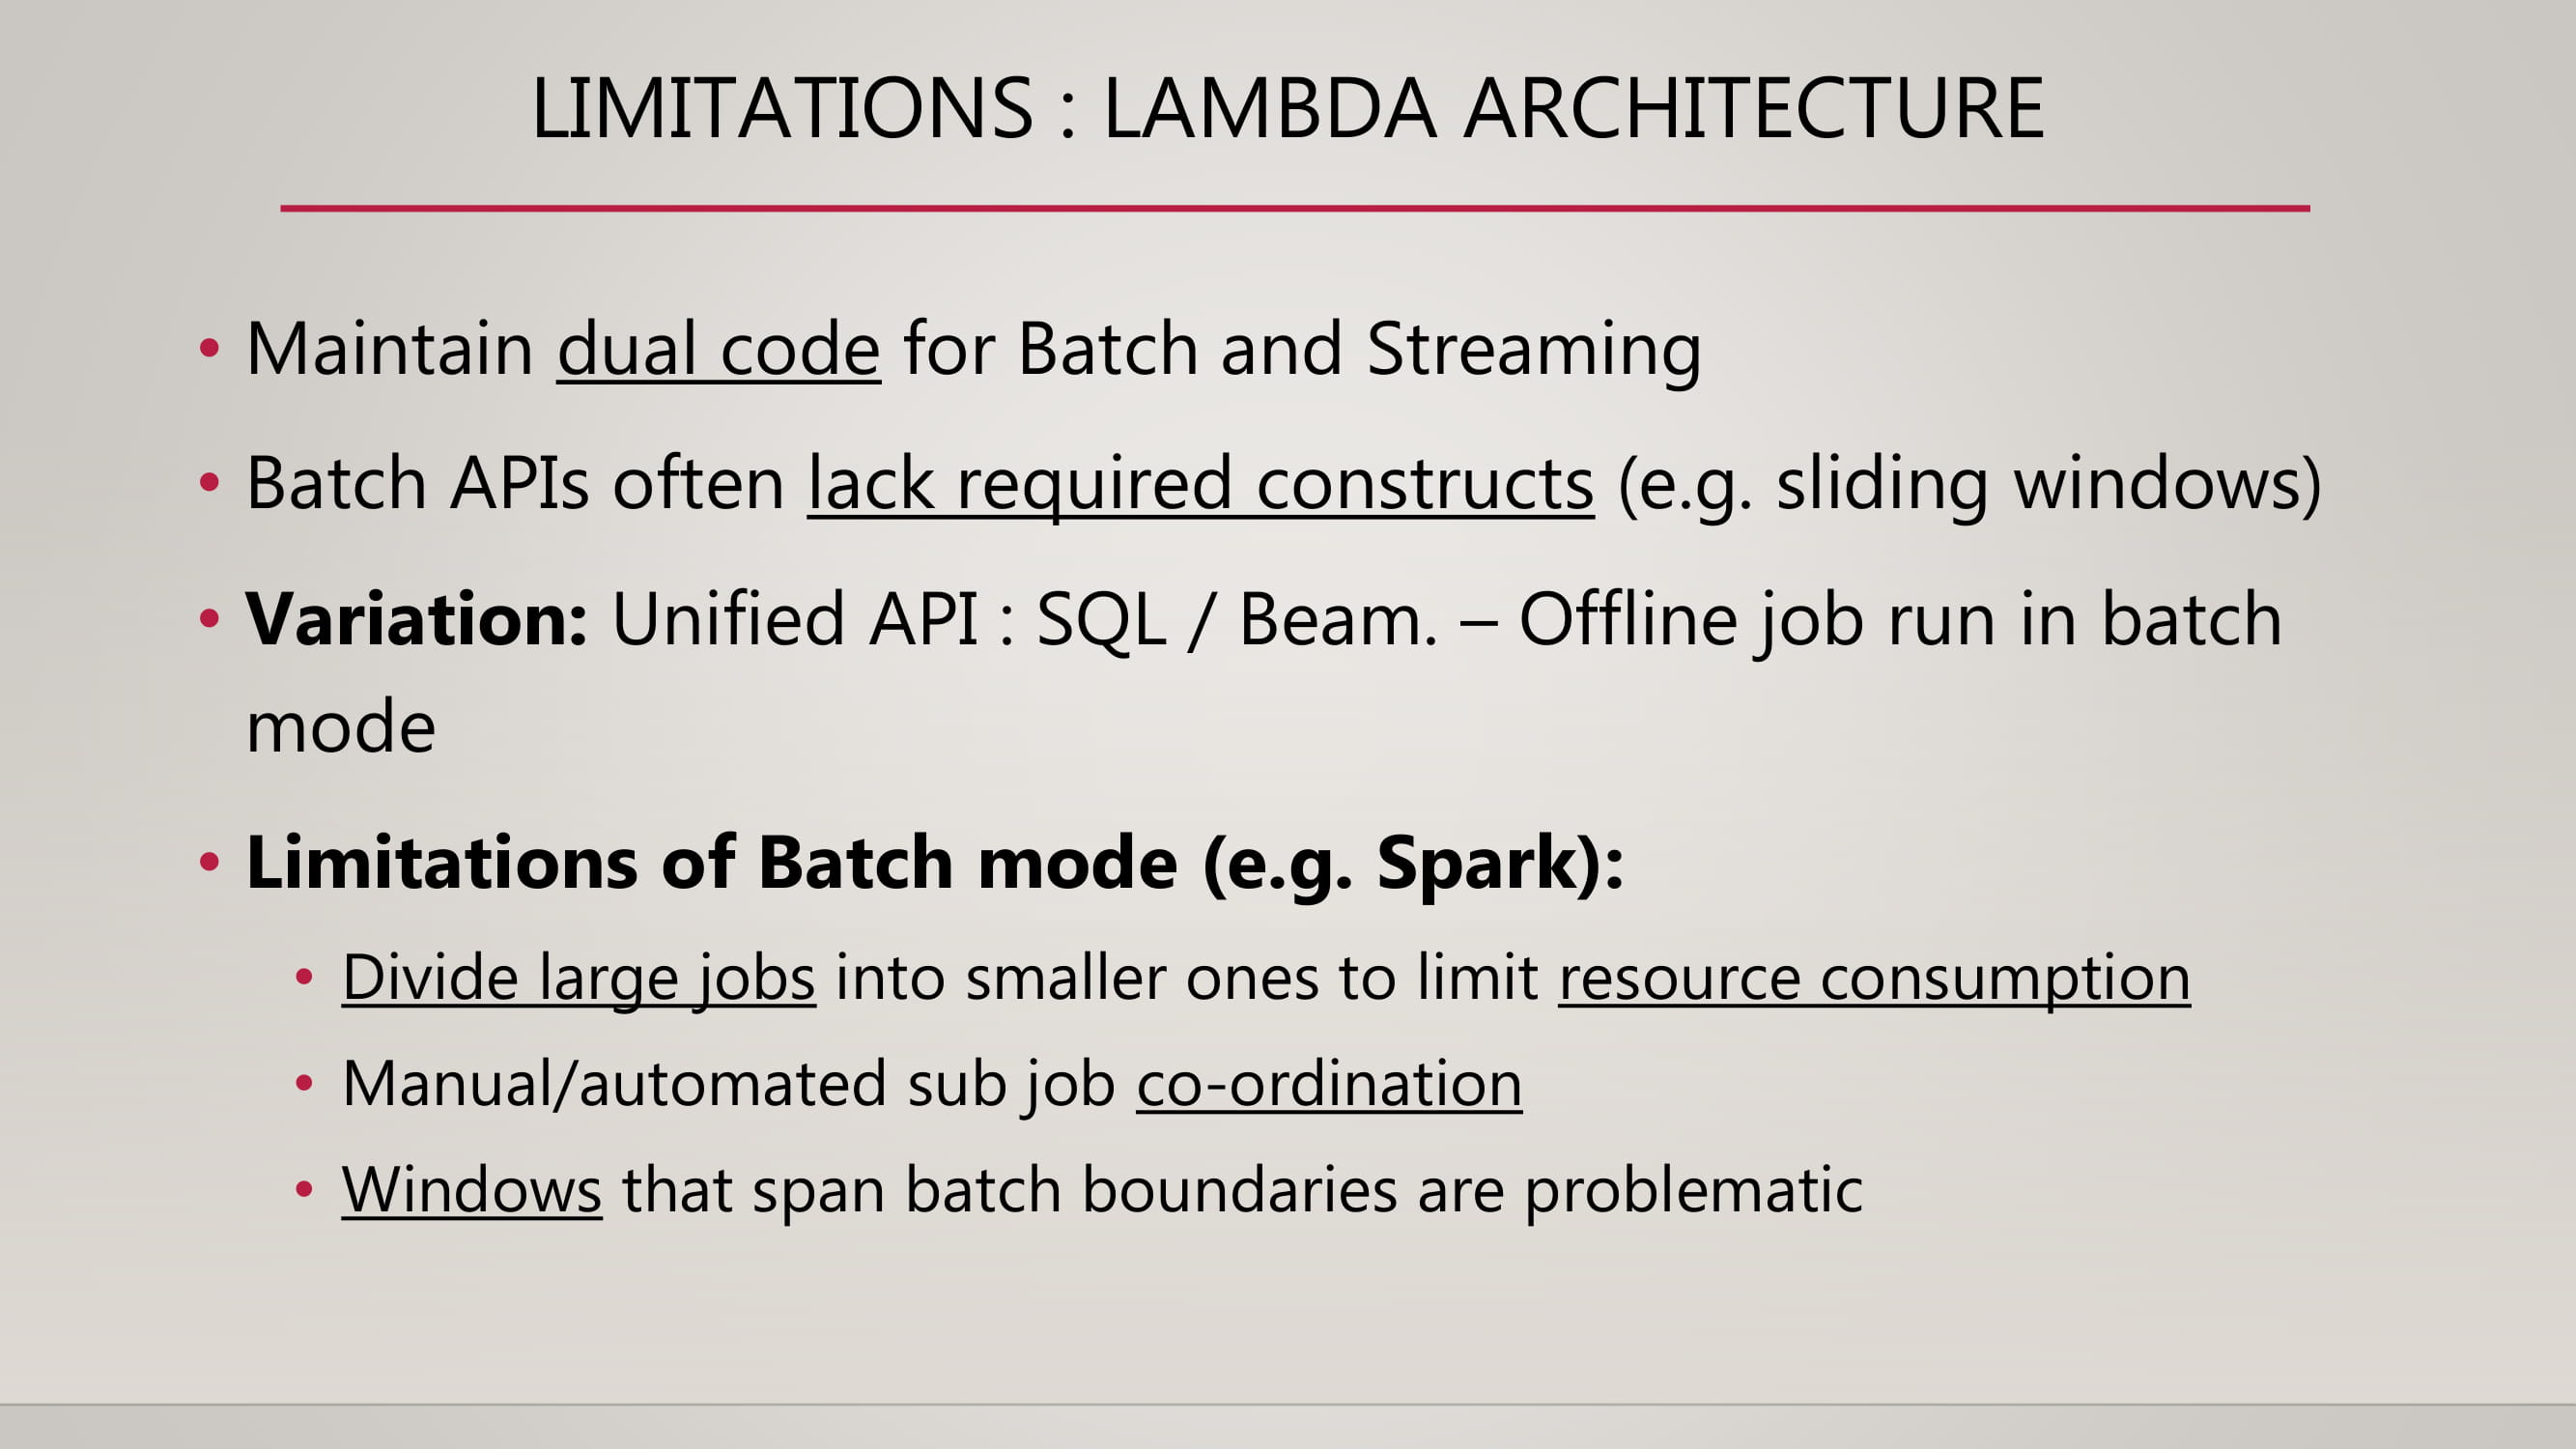 LIMITATIONS : LAMBDA ARCHITECTURE
• Maintain dual code for Batch and Streaming
• Batch APIs often lack required constructs (e.g. sliding windows)
• Variation: Unified API : SQL / Beam. – Offline job run in batch
mode
• Limitations of Batch mode (e.g. Spark):
• Divide large jobs into smaller ones to limit resource consumption
• Manual/automated sub job co-ordination
• Windows that span batch boundaries are problematic